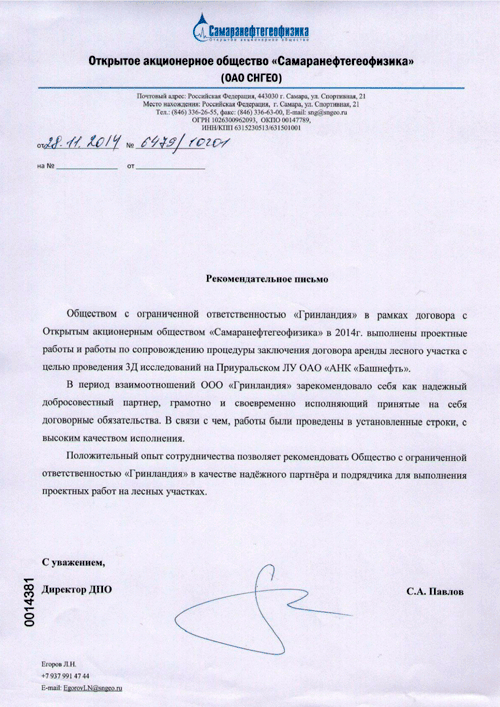 Самаранефтегеофизика
Открытое акционерное общество
Открытое акционерное общество «Самаранефтегеофизика»
(ОАО СНГЕО)
Почтовый адрес: Российская Федерация, 443030 г. Самара, ул. Спортивная, 21
Место нахождения: Российская Федерация, г. Самара, ул. Спортивная, 21
Тел.: (846) 336-26-55, факс: (846) 336-63-00, E-mail: sng@sngeo.ru
ОГРН 1026300962093, ОКПО 00147789,
ИНН/КПП 6315230513/631501001
от 28.11.2014 № 6479/10201
на № от
Рекомендательное письмо
Обществом с ограниченной ответственностью «Гринландия» в рамках договора с
Открытым акционерным обществом «Самаранефтегеофизика» в 2014г. выполнены проектные
работы и работы по сопровождению процедуры заключения договора аренды лесного участка с
целью проведения 3Д исследований на Приуральском ЛУ ОАО «АНК «Башнефть».
В период взаимоотношений ООО «Гринландия» зарекомендовало себя как надежный
добросовестный партнер, грамотно и своевременно исполняющий принятые на себя
договорные обязательства. В связи с чем, работы были проведены в установленные строки, с
высоким качеством исполнения.
Положительный опыт сотрудничества позволяет рекомендовать Общество с ограниченной
ответственностью «Гринландия» в качестве надёжного партнёра и подрядчика для выполнения
проектных работ на лесных участках.
С уважением,
Директор ДПО С.А. Павлов
0014381
Егоров Л.Н.
+7 937 991 47 44
E-mail: EgorovLN@sngeo.ru